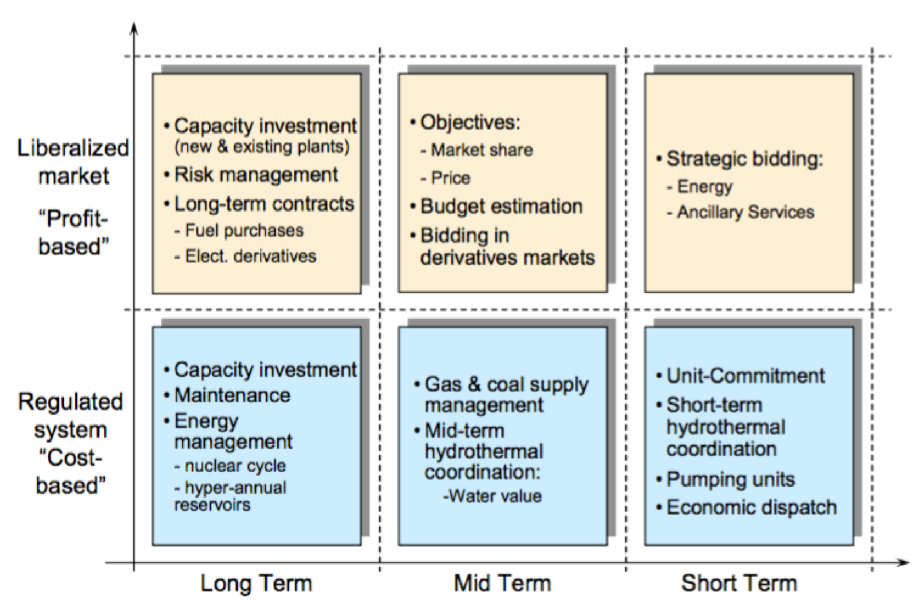 Liberalized
market
“Profit-
based”
• Capacity investment
(new & existing plants)
• Risk management
• Long-term contracts
- Fuel purchases
- Elect. derivatives
• Objectives:
- Market share
- Price
• Budget estimation
• Bidding in
derivatives markets
• Strategic bidding:
- Energy
- Ancillary Services
Regulated
system
“Cost-
based”
• Capacity investment
• Maintenance
• Energy
management
- nuclear cycle
- hyper-annual
reservoirs
• Gas & coal supply
management
• Mid-term
hydrothermal
coordination:
-Water value
• Unit-Commitment
• Short-term
hydrothermal
coordination
• Pumping units
• Economic dispatch
Long Term
Mid Term
Short Term